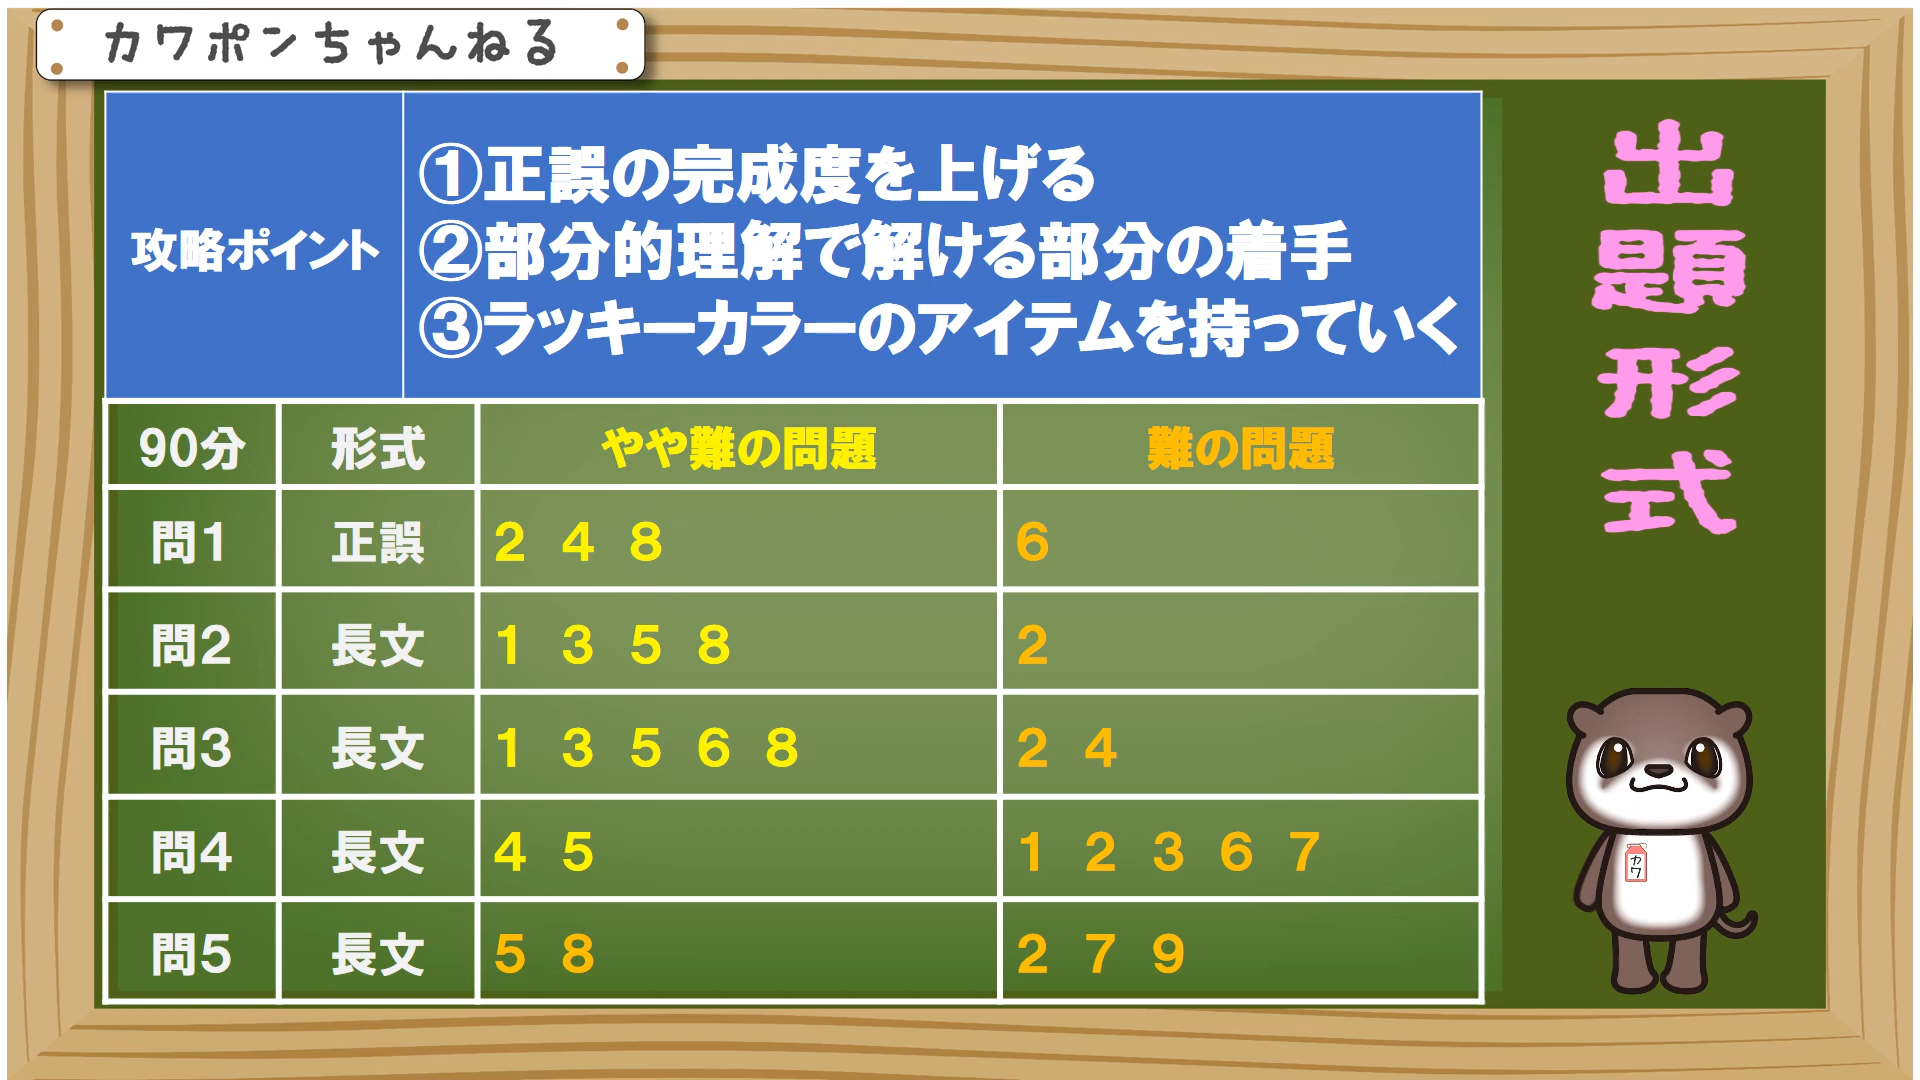 カワポンちゃんねる
出題形式
攻略ポイント
①正誤の完成度を上げる
②部分的理解で解ける部分の着手
③ラッキーカラーのアイテムを持っていく
90分 形式 やや難の問題 難の問題
問1 正誤 2 4 8 6
問2 長文 1 3 5 8 2
問3 長文 1 3 5 6 8 2 4
問4 長文 4 5 1 2 3 6 7
問5 長文 5 8 2 7 9
カワ